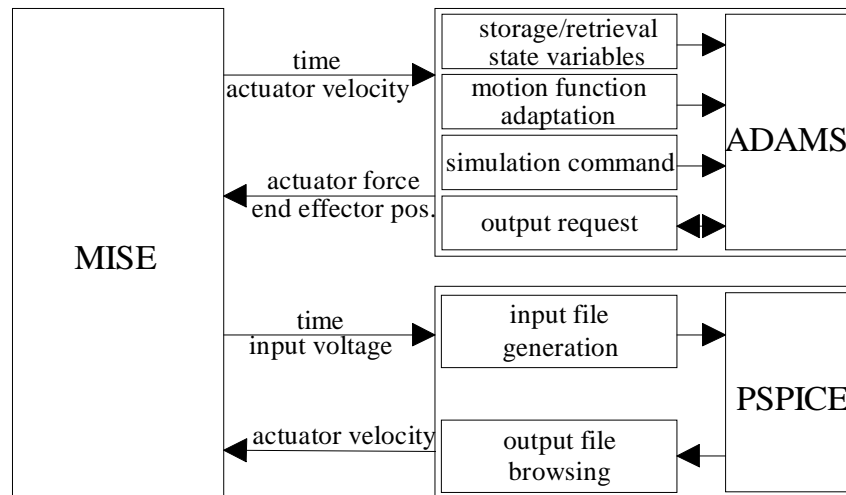 storage/retrieval
state variables
time
actuator velocity
motion function
adaptation
ADAMS
simulation command
actuator force
end effector pos.
output request
MISE
time
input voltage
input file
generation
PSPICE
actuator velocity
output file
browsing